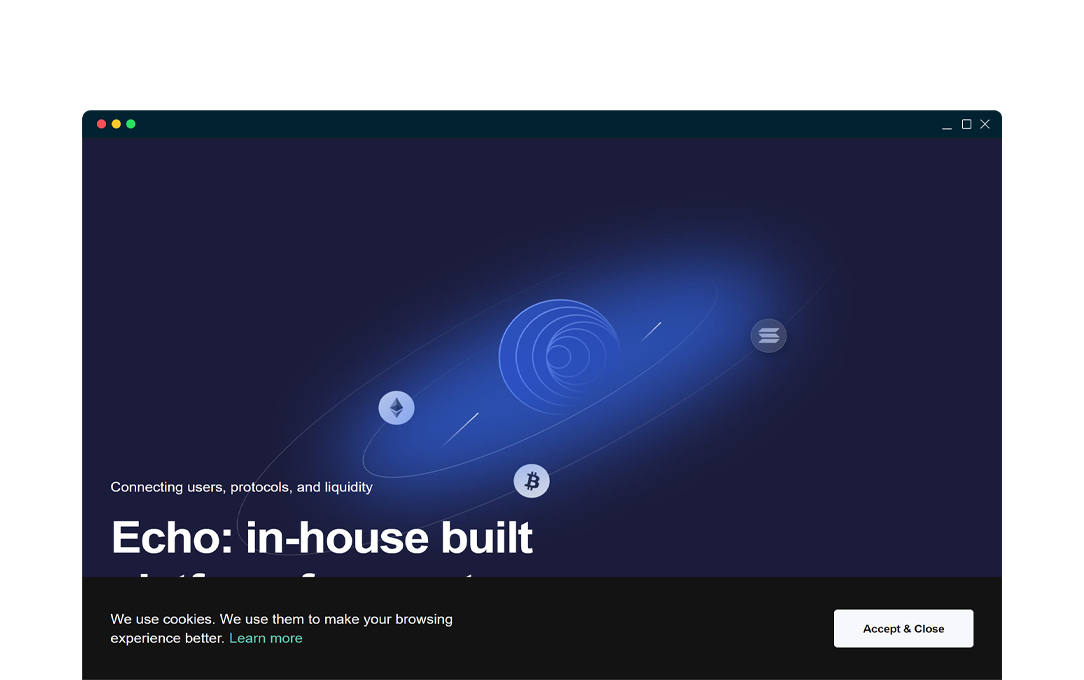 Connecting users, protocols, and liquidity
Echo: in-house built
We use cookies. We use them to make your browsing
experience better. Learn more
Accept & Close